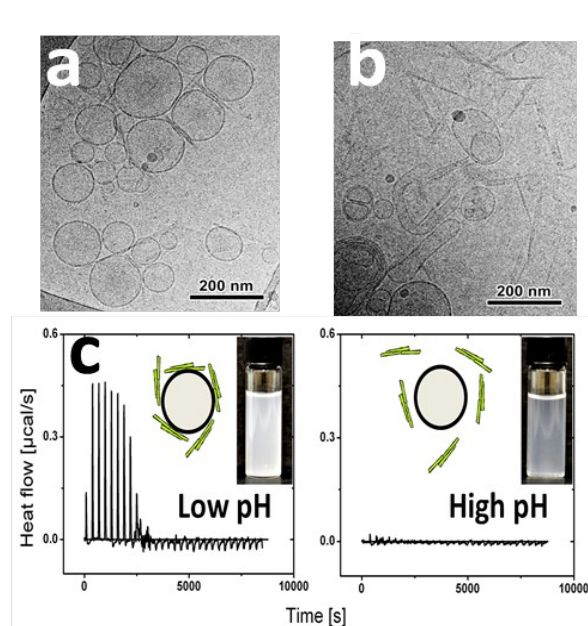 a
b
200 nm
200 nm
c
Heat flow [µcal/s]
0.6
0.3
0.0
Low pH
0
5000
10000
0.6
0.3
0.0
High pH
0
5000
10000
Time [s]